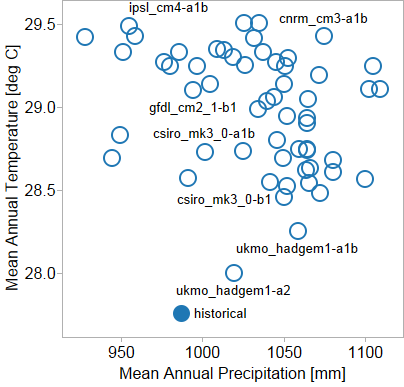 ipsl_cm4-a1b
cnrm_cm3-a1b
29.5
29.0
28.5
28.0
Mean Annual Temperature [deg C]
gfdl_cm2_1-b1
csiro_mk3_0-a1b
csiro_mk3_0-b1
ukmo_hadgem1-a1b
ukmo_hadgem1-a2
historical
950 1000 1050 1100
Mean Annual Precipitation [mm]